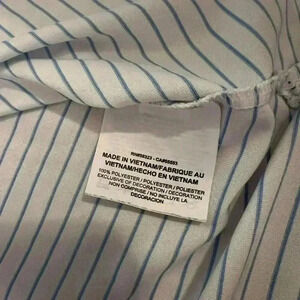 MADE IN VIETNAM/FABRIQUE AU
VIETNAM/HECHO EN VIETNAM
100% POLYESTER / POLYESTER / POLIESTER
EXCLUSIVE OF DECORATION / DECORATION
NON COMPRISE / NO INCLUYE LA
DECORACION